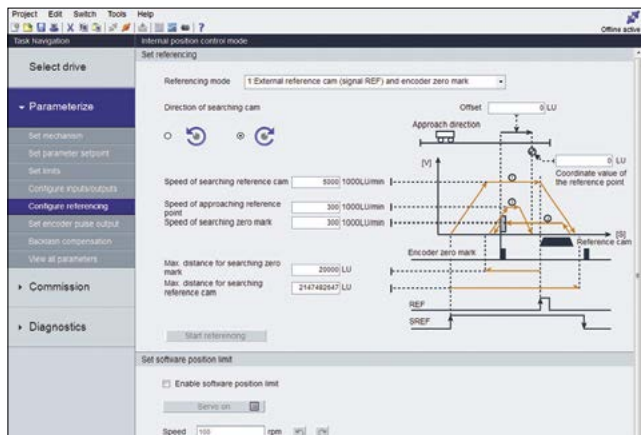 Project Edit Switch Tools Help
Offline active
Task Navigation
Internal position control mode
Select drive
Parameterize
Set mechanism
Set parameter setpoint
Set limits
Configure inputs/outputs
Configure referencing
Set encoder pulse output
Backlash compensation
View all parameters
Commission
Diagnostics
Set referencing
Referencing mode 1:External reference cam (signal REF) and encoder zero mark
Direction of searching cam
Offset 0 LU
Approach direction
0 LU
Coordinate value of
the reference point
[V]
Speed of searching reference cam 5000 1000LU/min
Speed of approaching reference
point 300 1000LU/min
Speed of searching zero mark 300 1000LU/min
[S]
Reference cam
Encoder zero mark
Max. distance for searching zero
mark 20000 LU
Max. distance for searching
reference cam 2147482647 LU
REF
SREF
Start referencing
Set software position limit
Enable software position limit
Servo on
Speed 100 rpm